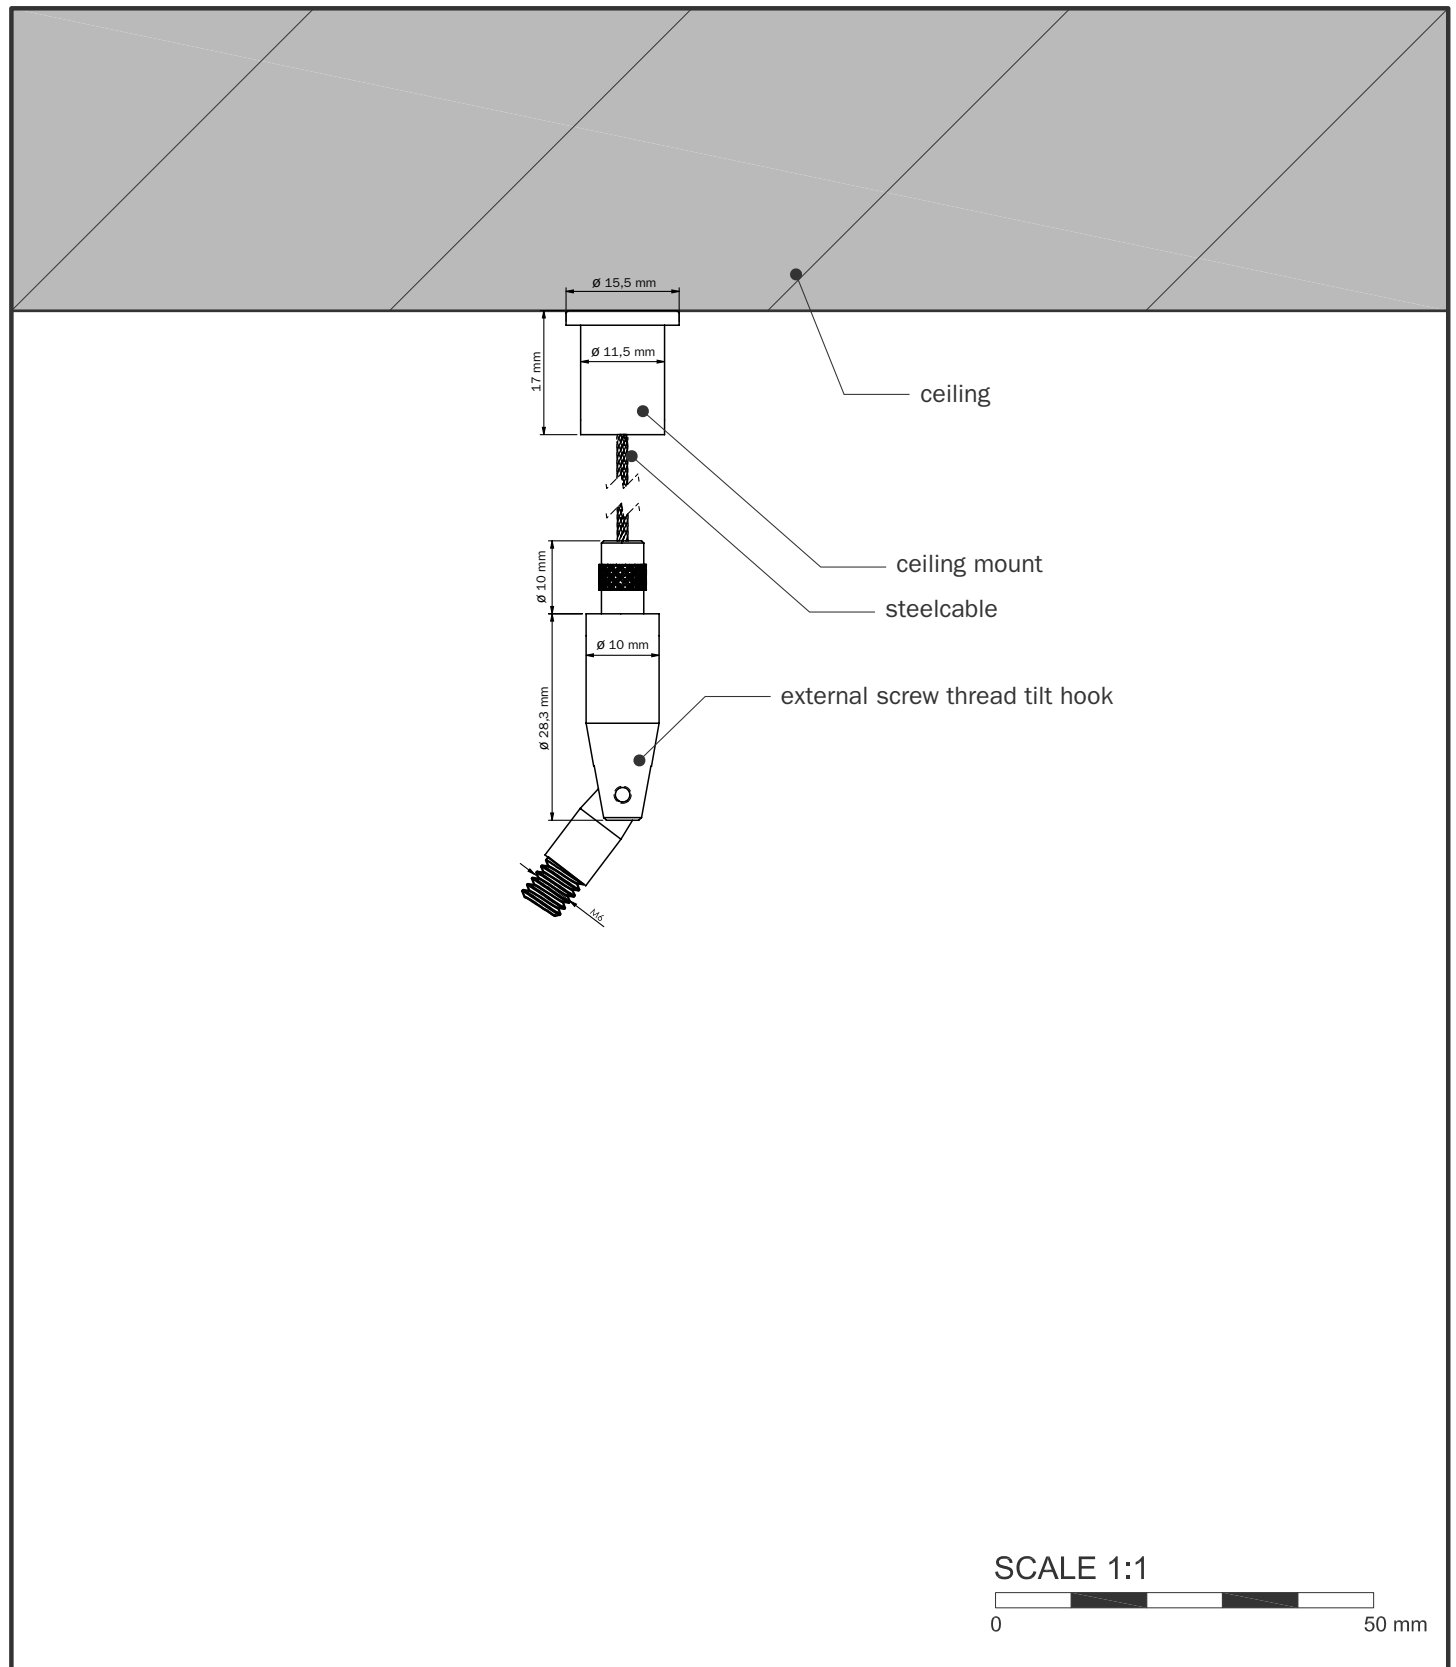 Ø 15,5 mm
Ø 11,5 mm
17 mm
ceiling
ceiling mount
Ø 10 mm
steelcable
Ø 10 mm
external screw thread tilt hook
Ø 28,3 mm
M6
SCALE 1:1
0 50 mm